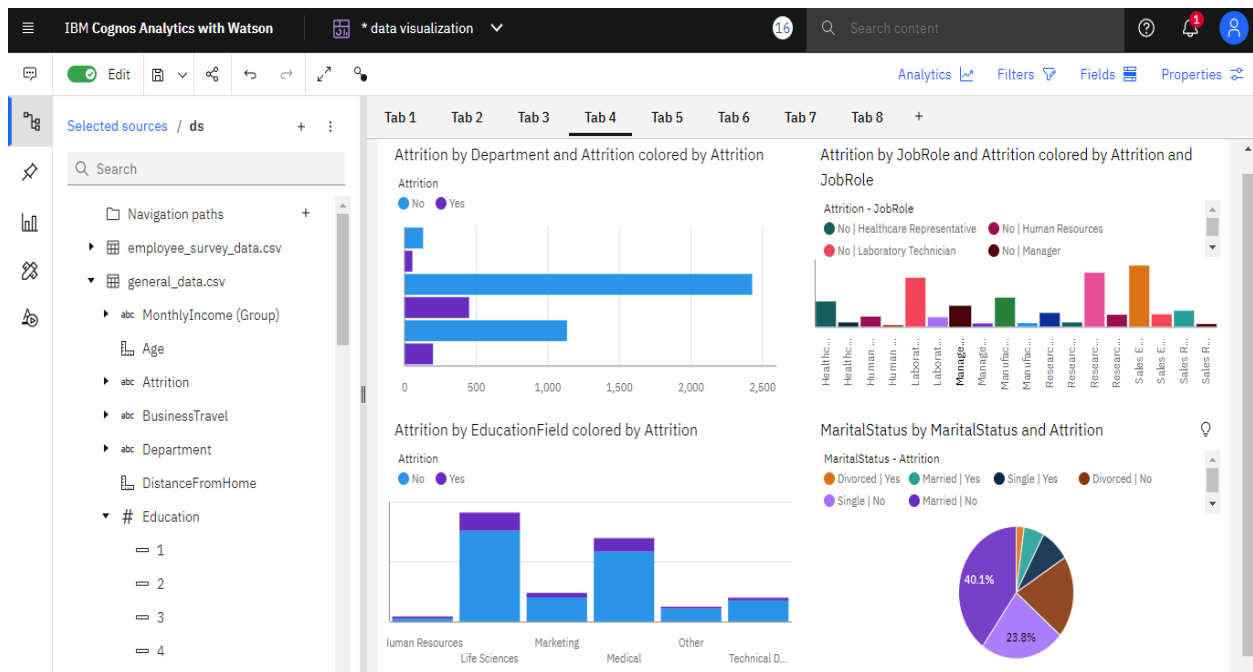 IBM Cognos Analytics with Watson
* data visualization
16
Search content
1
Edit
Analytics
Filters
Fields
Properties
Selected sources / ds
+
Search
Navigation paths
+
employee_survey_data.csv
general_data.csv
abc MonthlyIncome (Group)
Age
abc Attrition
abc BusinessTravel
abc Department
DistanceFromHome
# Education
1
2
3
4
Tab 1 Tab 2 Tab 3 Tab 4 Tab 5 Tab 6 Tab 7 Tab 8 +
Attrition by Department and Attrition colored by Attrition
Attrition
No Yes
0 500 1,000 1,500 2,000 2,500
Attrition by JobRole and Attrition colored by Attrition and
JobRole
Attrition - JobRole
No | Healthcare Representative No | Human Resources
No | Laboratory Technician No | Manager
Healthc... Healthc... Human ... Human ... Laborat... Laborat... Manage... Manage... Manufac... Manufac... Researc... Researc... Researc... Researc... Sales E... Sales E... Sales R... Sales R...
Attrition by EducationField colored by Attrition
Attrition
No Yes
Human Resources Marketing Other
Life Sciences Medical Technical D...
MaritalStatus by MaritalStatus and Attrition
MaritalStatus - Attrition
Divorced | Yes Married | Yes Single | Yes Divorced | No
Single | No Married | No
40.1%
23.8%